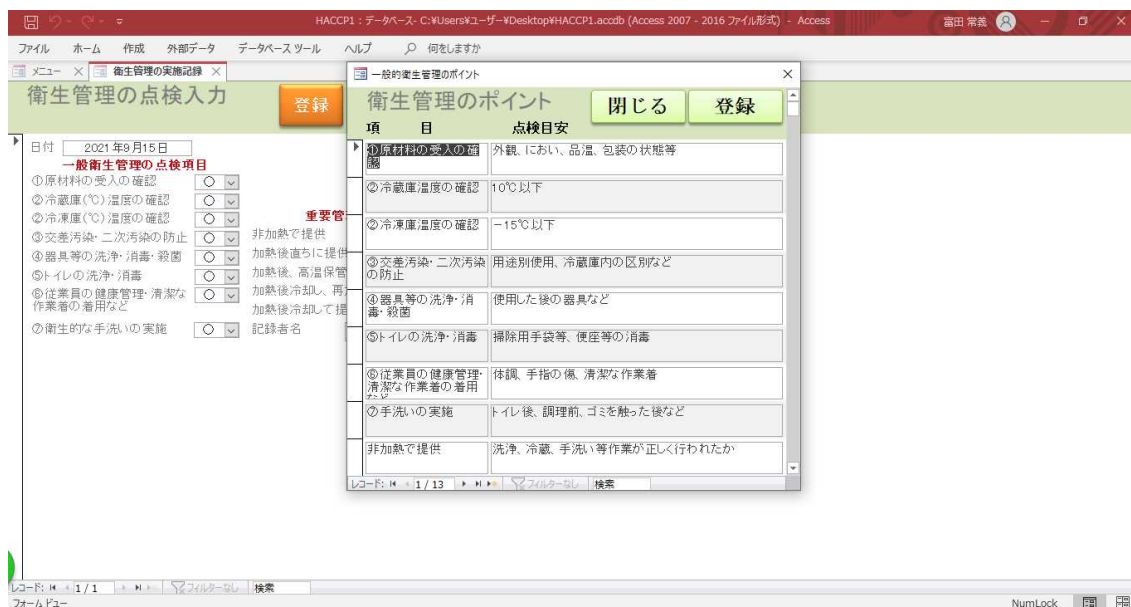 HACCP1 : データベース- C:¥Users¥ユーザー¥Desktop¥HACCP1.accdb (Access 2007 - 2016 ファイル形式) - Access
富田 常義
ファイル ホーム 作成 外部データ データベース ツール ヘルプ 何をしますか
メニュー 衛生管理の実施記録
衛生管理の点検入力
登録
日付 2021年9月15日
一般衛生管理の点検項目
①原材料の受入の確認 ○
②冷蔵庫(℃)温度の確認 ○
②冷凍庫(℃)温度の確認 ○
③交差汚染・二次汚染の防止 ○
④器具等の洗浄・消毒・殺菌 ○
⑤トイレの洗浄・消毒 ○
⑥従業員の健康管理・清潔な ○
作業着の着用など
⑦衛生的な手洗いの実施 ○
重要管
非加熱で提供
加熱後直ちに提供
加熱後、高温保管
加熱後冷却し、再
加熱後冷却して提
記録者名
一般的衛生管理のポイント
衛生管理のポイント
閉じる
登録
項 目 点検目安
①原材料の受入の確認
外観、におい、品温、包装の状態等
②冷蔵庫温度の確認 10℃以下
②冷凍庫温度の確認 －15℃以下
③交差汚染・二次汚染
の防止
用途別使用、冷蔵庫内の区別など
④器具等の洗浄・消
毒・殺菌
使用した後の器具など
⑤トイレの洗浄・消毒 掃除用手袋等、便座等の消毒
⑥従業員の健康管理・
清潔な作業着の着用
など
体調、手指の傷、清潔な作業着
⑦手洗いの実施 トイレ後、調理前、ゴミを触った後など
非加熱で提供 洗浄、冷蔵、手洗い等作業が正しく行われたか
レコード: 1 / 13 フィルターなし 検索
レコード: 1 / 1 フィルターなし 検索
フォーム ビュー
NumLock